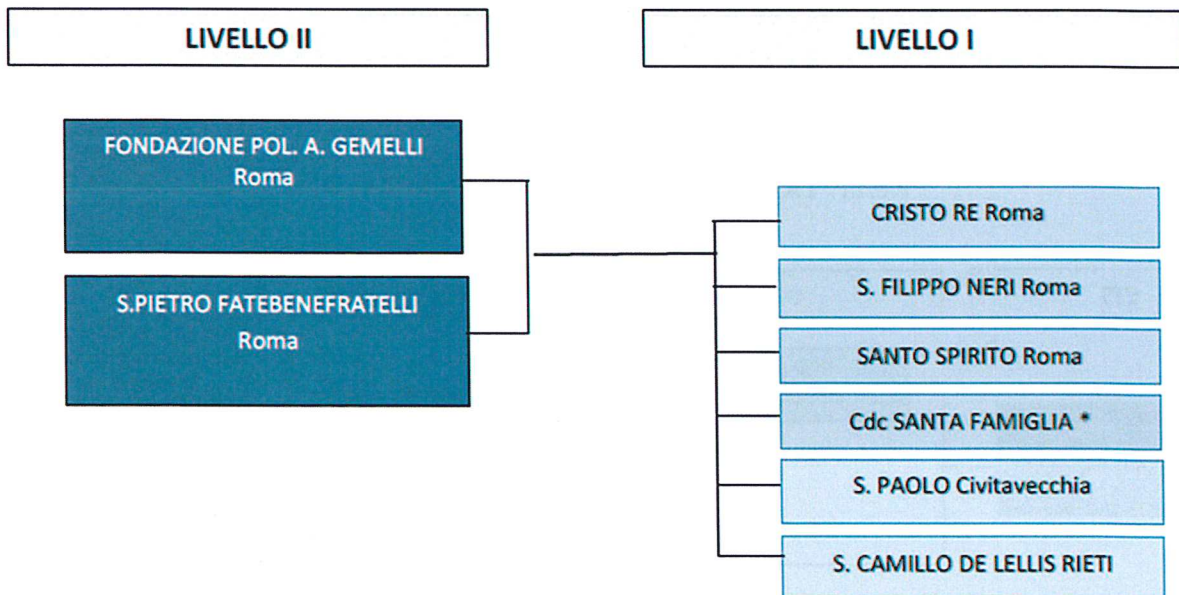 LIVELLO II
LIVELLO I
FONDAZIONE POL. A. GEMELLI
Roma
S.PIETRO FATEBENEFRATELLI
Roma
CRISTO RE Roma
S. FILIPPO NERI Roma
SANTO SPIRITO Roma
Cdc SANTA FAMIGLIA *
S. PAOLO Civitavecchia
S. CAMILLO DE LELLIS RIETI